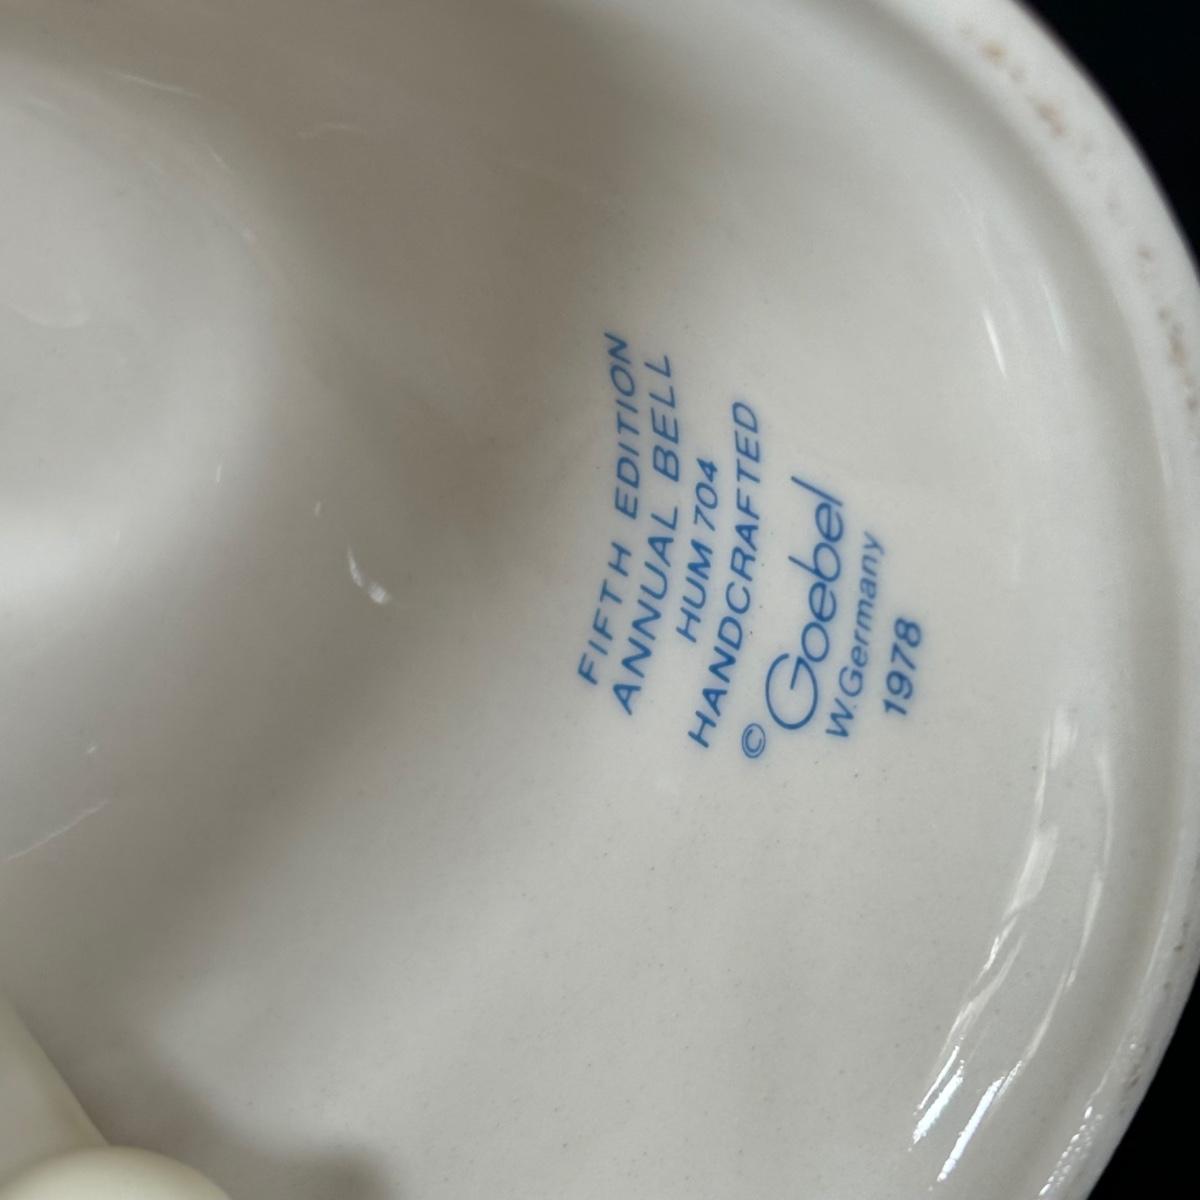 FIFTH EDITION
ANNUAL BELL
HUM 704
HANDCRAFTED
© Goebel
W.Germany
1978